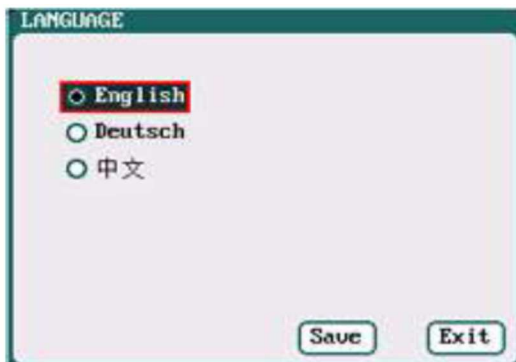 LANGUAGE
English
Deutsch
中文
Save Exit